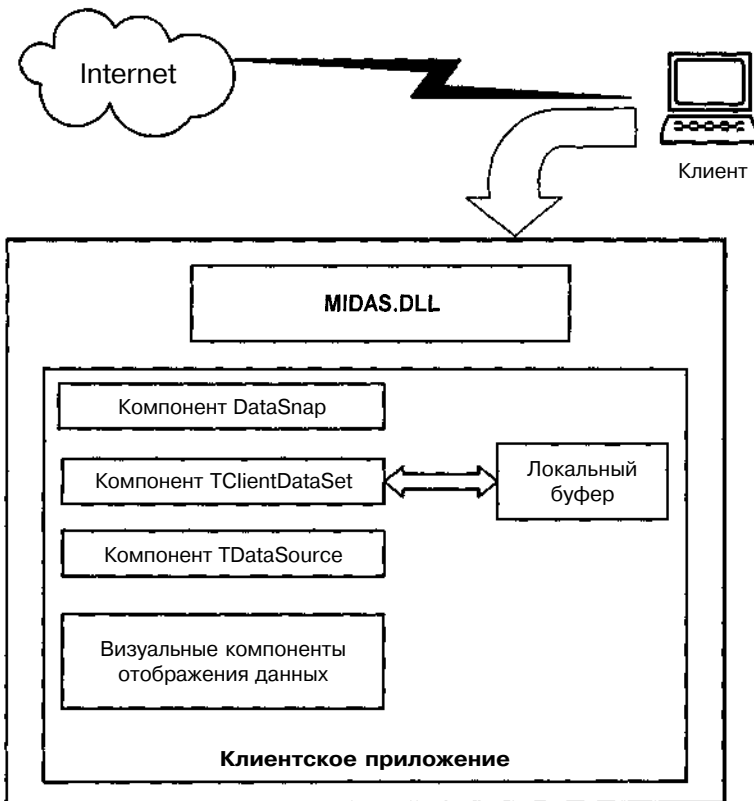 Internet
Клиент
MIDAS.DLL
Компонент DataSnap
Компонент TClientDataSet
Локальный
буфер
Компонент TDataSource
Визуальные компоненты
отображения данных
Клиентское приложение